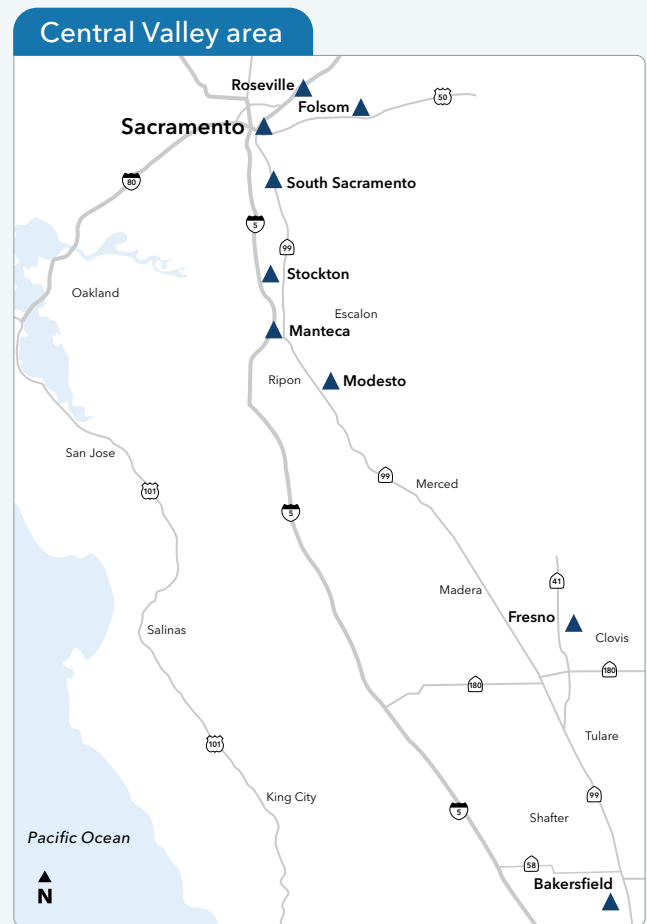 Central Valley area
Roseville
Folsom
50
Sacramento
80
South Sacramento
5
99
Stockton
Oakland
Escalon
Manteca
Ripon
Modesto
San Jose
99
Merced
101
5
41
Madera
Fresno
Salinas
Clovis
180
180
Tulare
101
99
King City
5
Shafter
Pacific Ocean
58
Bakersfield
N